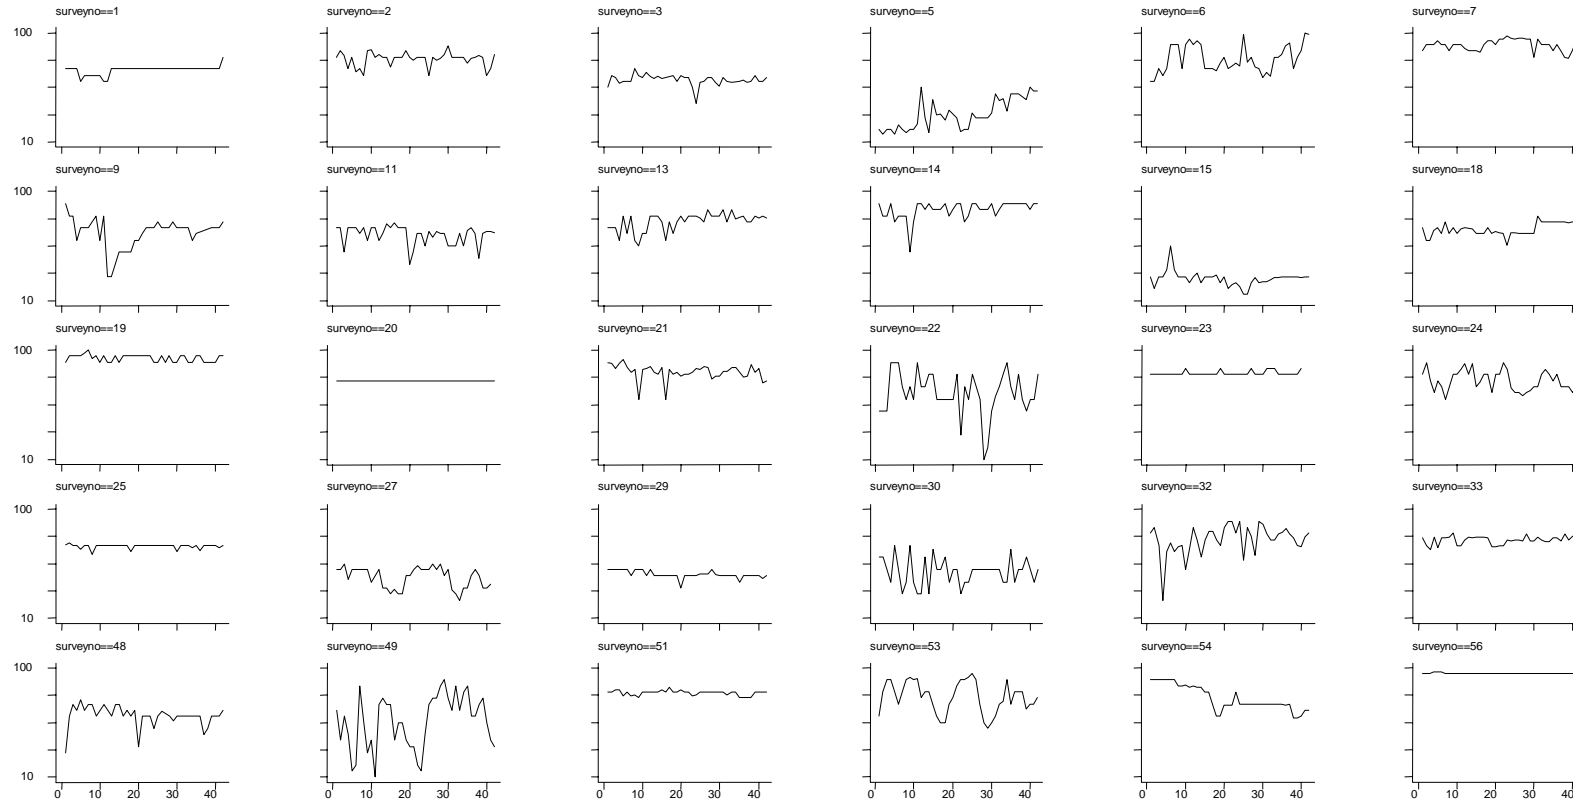 surveyno==1 surveyno==2 surveyno==3 surveyno==5 surveyno==6 surveyno==7
100
10
surveyno==9 surveyno==11 surveyno==13 surveyno==14 surveyno==15 surveyno==18
100
10
surveyno==19 surveyno==20 surveyno==21 surveyno==22 surveyno==23 surveyno==24
100
10
surveyno==25 surveyno==27 surveyno==29 surveyno==30 surveyno==32 surveyno==33
100
10
surveyno==48 surveyno==49 surveyno==51 surveyno==53 surveyno==54 surveyno==56
100
10
0 10 20 30 40 0 10 20 30 40 0 10 20 30 40 0 10 20 30 40 0 10 20 30 40 0 10 20 30 40